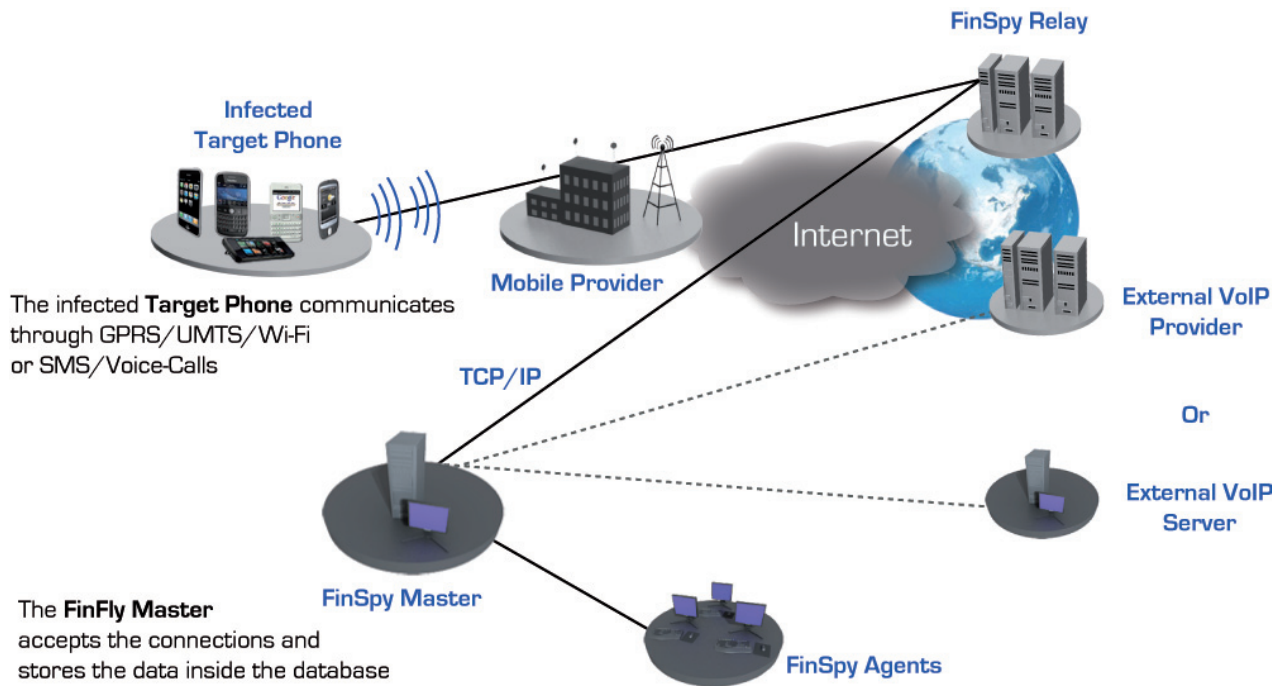 FinSpy Relay
Infected
Target Phone
Google
Internet
Mobile Provider
The infected Target Phone communicates
through GPRS/UMTS/Wi-Fi
or SMS/Voice-Calls
External VoIP
Provider
TCP/IP
Or
External VoIP
Server
FinSpy Master
The FinFly Master
accepts the connections and
stores the data inside the database
FinSpy Agents